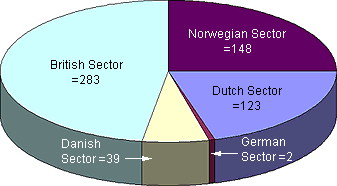 Norwegian Sector
=148
British Sector
=283
Dutch Sector
=123
Danish
Sector =39
German
Sector =2